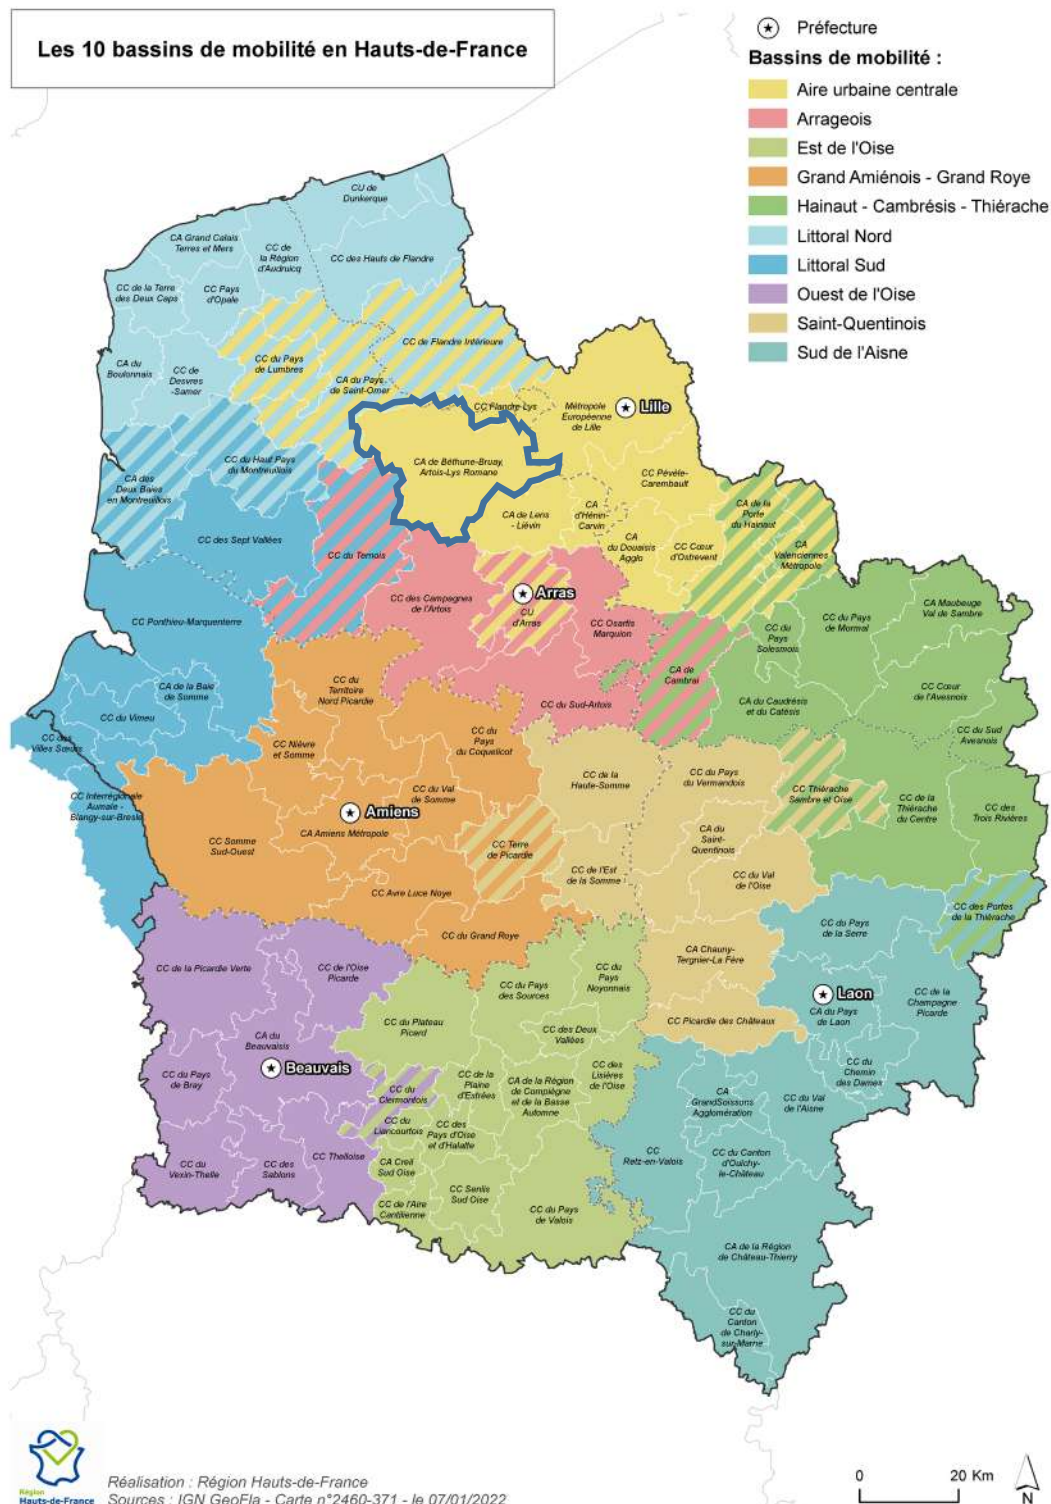 Les 10 bassins de mobilité en Hauts-de-France
Préfecture
Bassins de mobilité :
Aire urbaine centrale
Arrageois
Est de l'Oise
Grand Amiénois - Grand Roye
Hainaut - Cambrésis - Thiérache
Littoral Nord
Littoral Sud
Ouest de l'Oise
Saint-Quentinois
Sud de l'Aisne
CU de
Dunkerque
CA Grand Calais
Terres et Mers
CC de
la Région
d'Audruicq
CC des Hauts de Flandre
CC de la Terre
des Deux Caps
CC Pays
d'Opale
CC de Flandre Intérieure
CC du Pays
de Lumbres
CA du Pays
de Saint-Omer
CA du
Boulonnais
CC de
Desvres
-Samer
CC Flandre Lys
Métropole
Européenne
de Lille
Lille
CA de Béthune-Bruay,
Artois-Lys Romane
CC du Haut Pays
du Montreuillois
CA des
Deux Baies
en Montreuillois
CC Pévèle-
Carembault
CA de Lens
- Liévin
CA
d'Hénin-
Carvin
CA de la
Porte
du Hainaut
CA
du Douaisis
Agglo
CC Cœur
d'Ostrevent
CA
Valenciennes
Métropole
CC des Sept Vallées
CC du Ternois
CC des Campagnes
de l'Artois
Arras
CU
d'Arras
CC Osartis
Marquion
CC Ponthieu-Marquenterre
CC du
Pays
Solesmois
CC du Pays
de Mormal
CA Maubeuge
Val de Sambre
CA de
Cambrai
CC du
Territoire
Nord Picardie
CA de la Baie
de Somme
CC du Vimeu
CC des
Villes Sœurs
CC du Sud-Artois
CA du Caudrésis
et du Catésis
CC Cœur
de l'Avesnois
CC du Sud
Avesnois
CC Nièvre
et Somme
CC du
Pays
du Coquelicot
CC de la
Haute-Somme
CC du Pays
du Vermandois
CC Thiérache
Sambre et Oise
CC de la
Thiérache
du Centre
CC des
Trois Rivières
CC Interrégionale
Aumale -
Blangy-sur-Bresle
CC du Val
de Somme
Amiens
CA Amiens Métropole
CC Somme
Sud-Ouest
CC Terre
de Picardie
CA du
Saint-
Quentinois
CC de l'Est
de la Somme
CC du Val
de l'Oise
CC Avre Luce Noye
CC du Grand Roye
CC du Pays
de la Serre
CC des Portes
de la Thiérache
CC de la Picardie Verte
CC de l'Oise
Picarde
CC du
Pays
Noyonnais
CC du Pays
des Sources
CA Chauny-
Tergnier-La Fère
Laon
CA du Pays
de Laon
CC de la
Champagne
Picarde
CC du Plateau
Picard
CC des Deux
Vallées
CC Picardie des Châteaux
CA du
Beauvaisis
Beauvais
CC du Pays
de Bray
CC du
Clermontois
CC de la
Plaine
d'Estrées
CA de la Région
de Compiègne
et de la Basse
Automne
CC des
Lisières
de l'Oise
CC du
Chemin
des Dames
CA
GrandSoissons
Agglomération
CC du Val
de l'Aisne
CC du
Liancourtois
CC des
Pays d'Oise
et d'Halatte
CC
Retz-en-Valois
CC du Canton
d'Oulchy-
le-Château
CC du
Vexin-Thelle
CC des
Sablons
CC Thelloise
CA Creil
Sud Oise
CC Senlis
Sud Oise
CC de l'Aire
Cantilienne
CC du Pays
de Valois
CA de la Région
de Château-Thierry
CC du
Canton
de Charly-
sur-Marne
Région
Hauts-de-France
Réalisation : Région Hauts-de-France
Sources : IGN GeoFla - Carte n°2460-371 - le 07/01/2022
0 20 Km
N